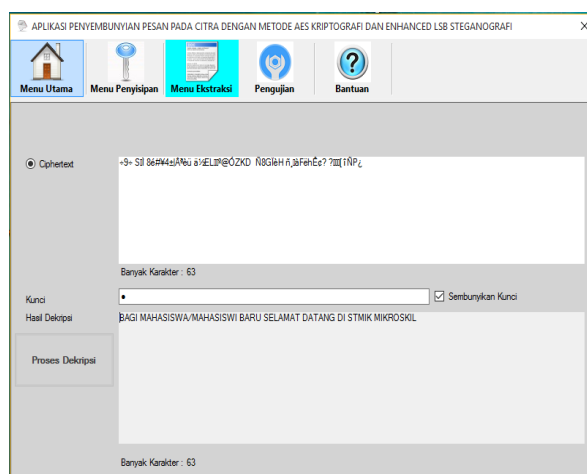 APLIKASI PENYEMBUNYIAN PESAN PADA CITRA DENGAN METODE AES KRIPTOGRAFI DAN ENHANCED LSB STEGANOGRAFI
Menu Utama Menu Penyisipan Menu Ekstraksi Pengujian Bantuan
Ciphertext
Banyak Karakter : 63
Kunci
Sembunyikan Kunci
Hasil Dekripsi
BAGI MAHASISWA/MAHASISWI BARU SELAMAT DATANG DI STMIK MIKROSKIL
Proses Dekripsi
Banyak Karakter : 63